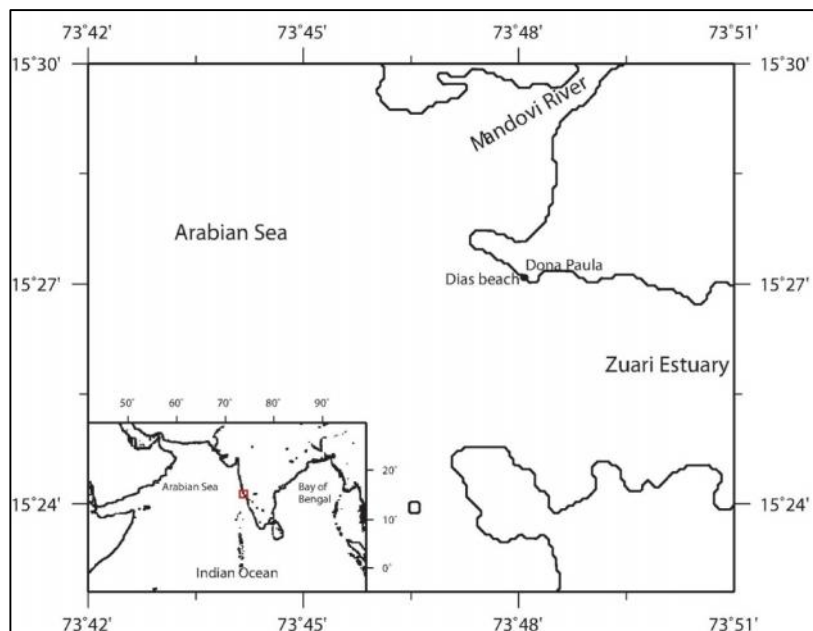 73˚42' 73˚45' 73˚48' 73˚51'
15˚30' 15˚30'
Mandovi River
Arabian Sea
Dona Paula
Dias beach
15˚27' 15˚27'
Zuari Estuary
50˚ 60˚ 70˚ 80˚ 90˚
20˚
Arabian Sea
Bay of
Bengal
15˚24' 15˚24'
10˚
0˚
Indian Ocean
73˚42' 73˚45' 73˚48' 73˚51'